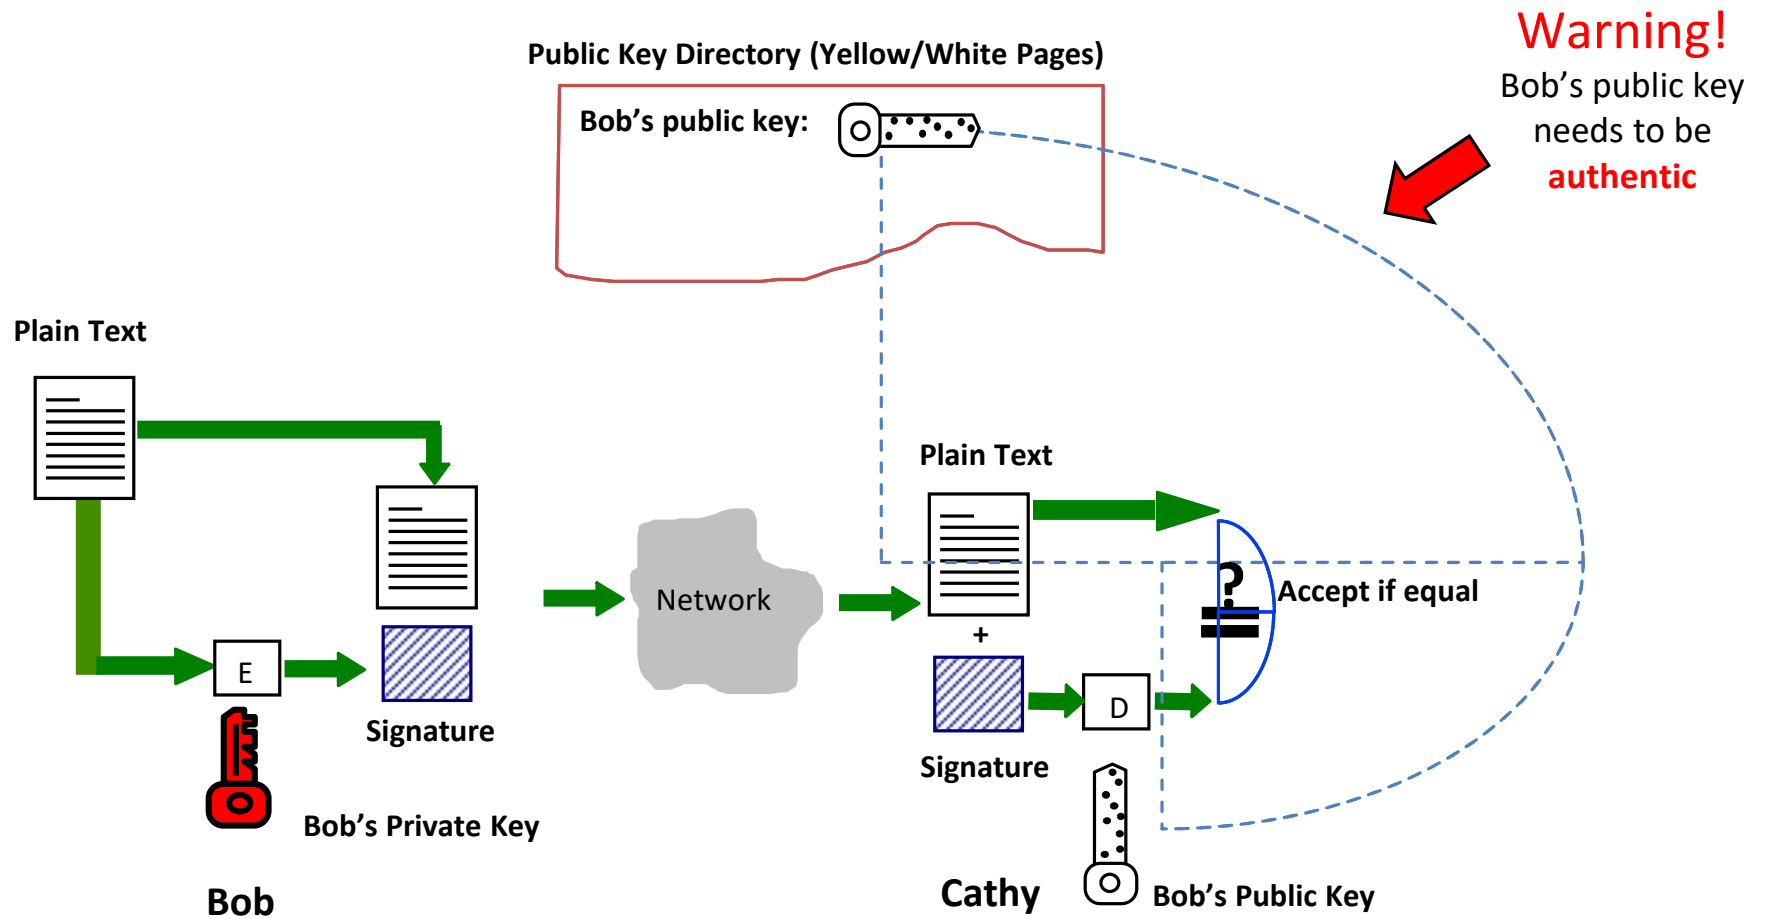 Warning!
Bob’s public key
needs to be
authentic
Public Key Directory (Yellow/White Pages)
Bob’s public key:
Plain Text
Plain Text
Network
?
=
Accept if equal
+
E
D
Signature
Signature
Bob’s Private Key
Bob
Cathy
Bob’s Public Key